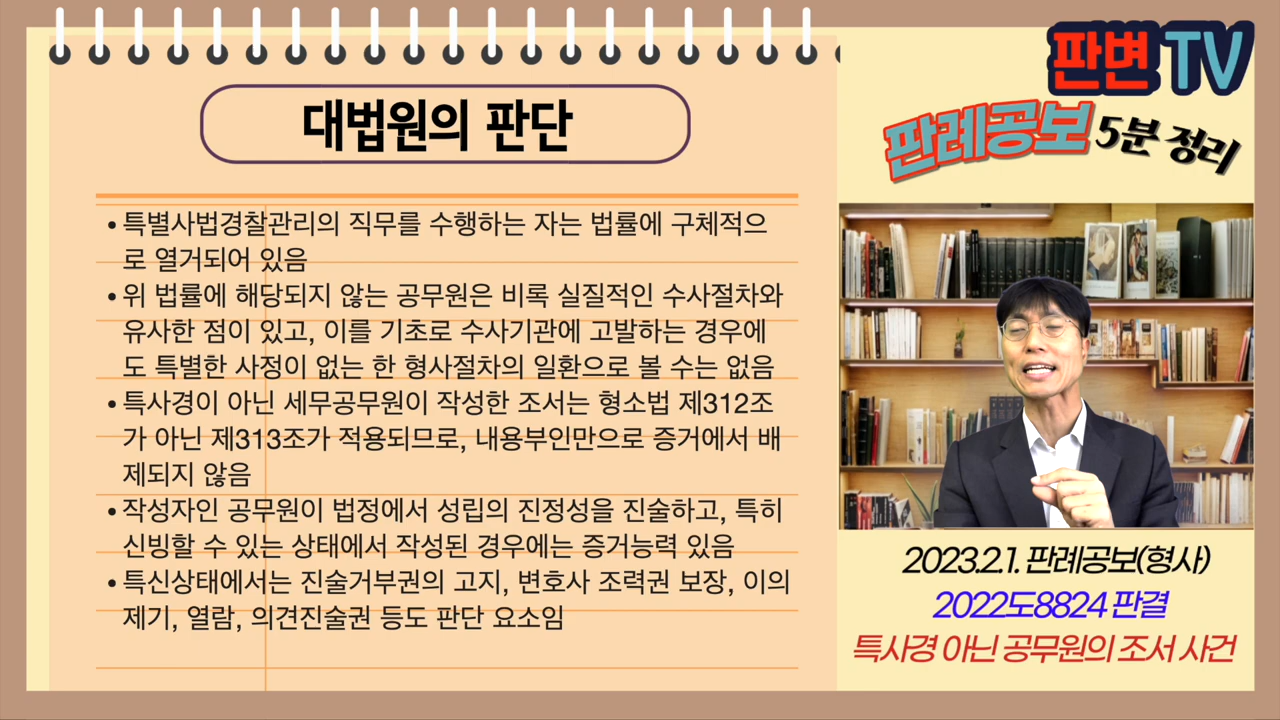 판변 TV
판례공보 5분 정리
대법원의 판단
• 특별사법경찰관리의 직무를 수행하는 자는 법률에 구체적으
로 열거되어 있음
• 위 법률에 해당되지 않는 공무원은 비록 실질적인 수사절차와
유사한 점이 있고, 이를 기초로 수사기관에 고발하는 경우에
도 특별한 사정이 없는 한 형사절차의 일환으로 볼 수는 없음
• 특사경이 아닌 세무공무원이 작성한 조서는 형소법 제312조
가 아닌 제313조가 적용되므로, 내용부인만으로 증거에서 배
제되지 않음
• 작성자인 공무원이 법정에서 성립의 진정성을 진술하고, 특히
신빙할 수 있는 상태에서 작성된 경우에는 증거능력 있음
• 특신상태에서는 진술거부권의 고지, 변호사 조력권 보장, 이의
제기, 열람, 의견진술권 등도 판단 요소임
2023.2.1. 판례공보(형사)
2022도8824 판결
특사경 아닌 공무원의 조서 사건